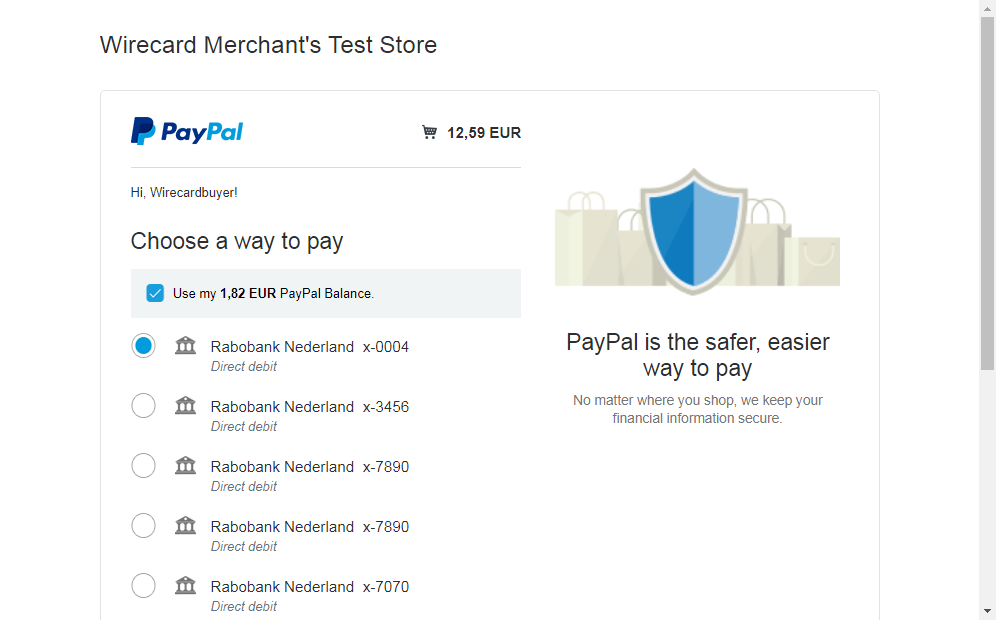 Wirecard Merchant's Test Store
PayPal
12,59 EUR
Hi, Wirecardbuyer!
Choose a way to pay
Use my 1,82 EUR PayPal Balance.
Rabobank Nederland x-0004
Direct debit
Rabobank Nederland x-3456
Direct debit
Rabobank Nederland x-7890
Direct debit
Rabobank Nederland x-7890
Direct debit
Rabobank Nederland x-7070
Direct debit
PayPal is the safer, easier
way to pay
No matter where you shop, we keep your
financial information secure.